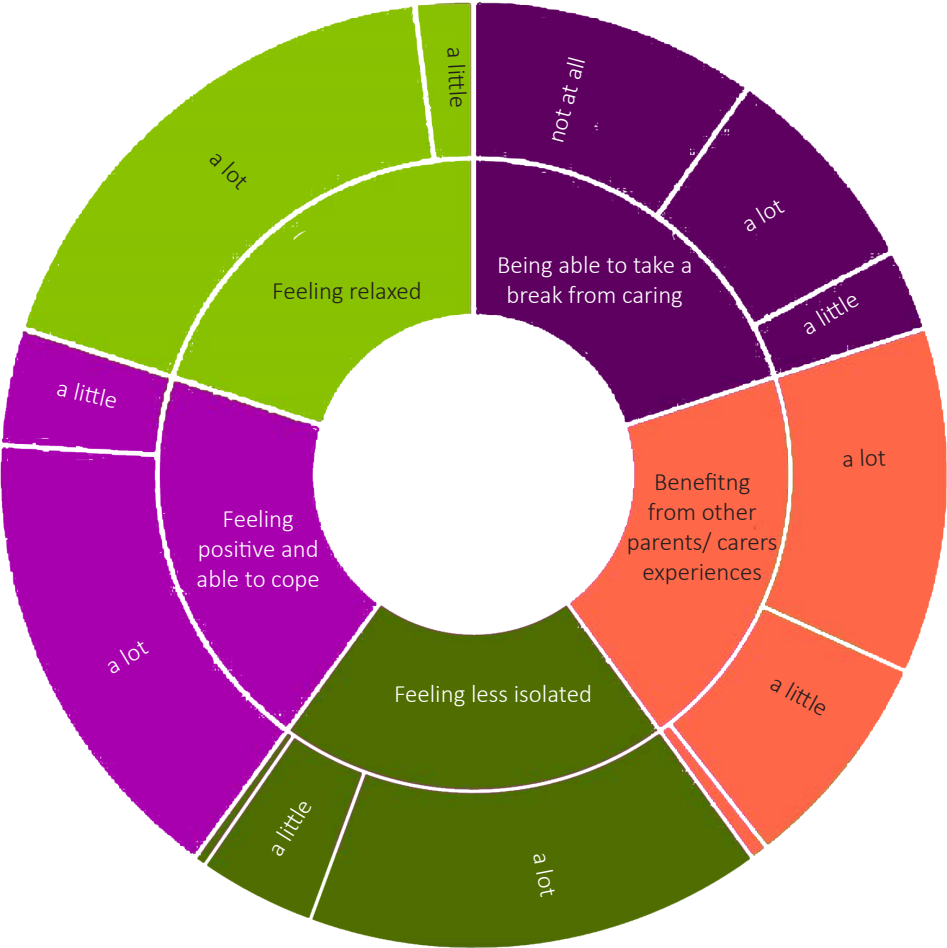 a little
not at all
a lot
a lot
Being able to take a
break from caring
Feeling relaxed
a little
a little
a lot
Benefitng
from other
parents/ carers
experiences
Feeling
positive and
able to cope
a lot
Feeling less isolated
a little
a little
a lot